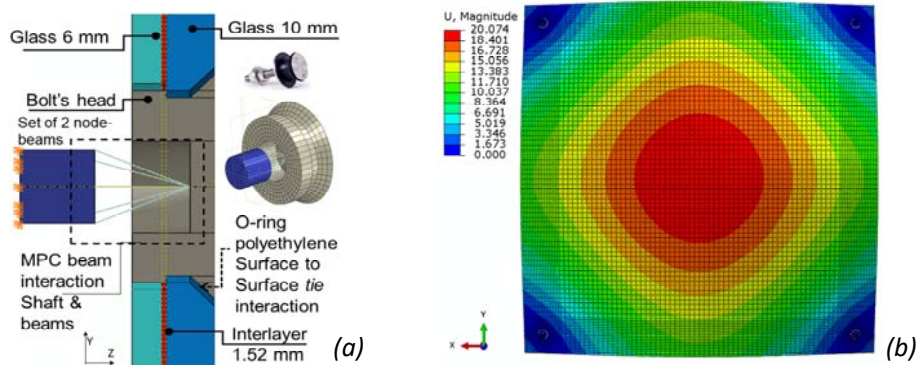 Glass 6 mm
Glass 10 mm
Bolt's head
Set of 2 node-
beams
MPC beam
interaction
Shaft &
beams
O-ring
polyethylene
Surface to
Surface tie
interaction
Interlayer
1.52 mm
Y
Z
(a)
U, Magnitude
20.074
18.401
16.728
15.056
13.383
11.710
10.037
8.364
6.691
5.019
3.346
1.673
0.000
Y
X
Z
(b)